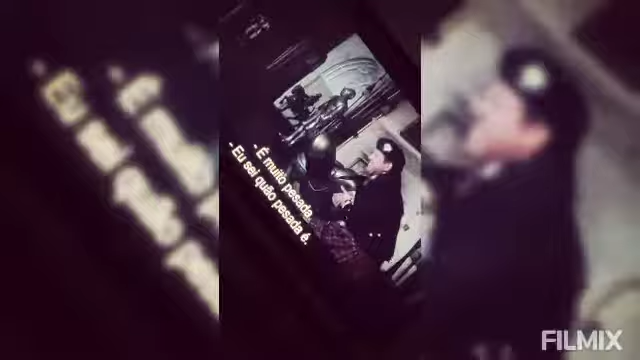 - É muito pesada.
- Eu sei quão pesada é.
FILMIX